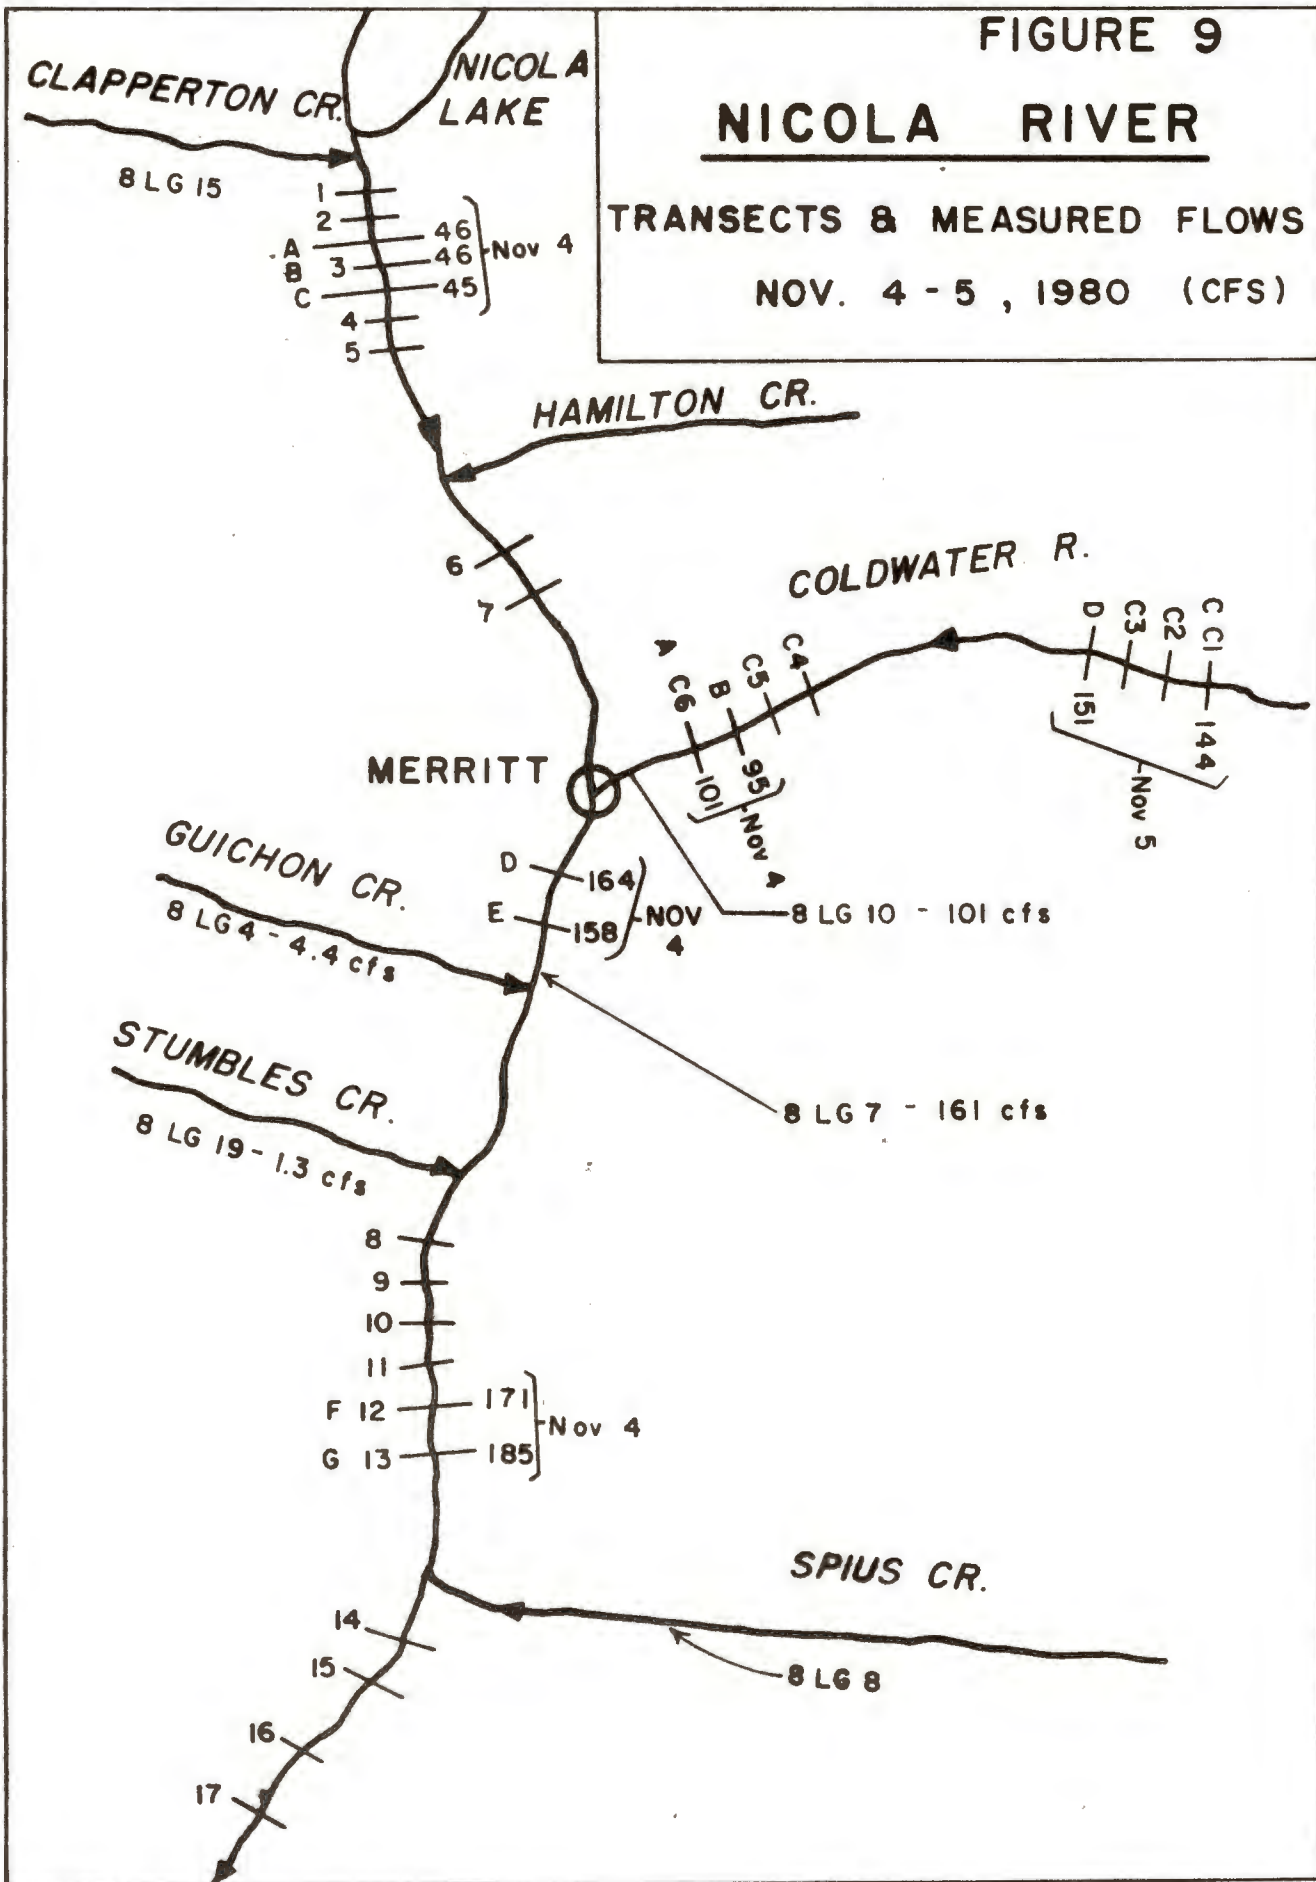 FIGURE 9
NICOLA RIVER
TRANSECTS & MEASURED FLOWS
NOV. 4 - 5 , 1980 (CFS)
NICOLA
LAKE
CLAPPERTON CR.
8 LG 15
1
2
A 46
B 3 46
C 45
Nov 4
4
5
HAMILTON CR.
6
7
COLDWATER R.
C C1 144
C2
C3
D 151
Nov 5
C4
C5
B 95
A C6 101
Nov 4
MERRITT
8 LG 10 - 101 cfs
D 164
E 158
NOV
4
GUICHON CR.
8 LG 4 - 4.4 cfs
8 LG 7 - 161 cfs
STUMBLES CR.
8 LG 19 - 1.3 cfs
8
9
10
11
F 12 171
G 13 185
Nov 4
SPIUS CR.
8 LG 8
14
15
16
17